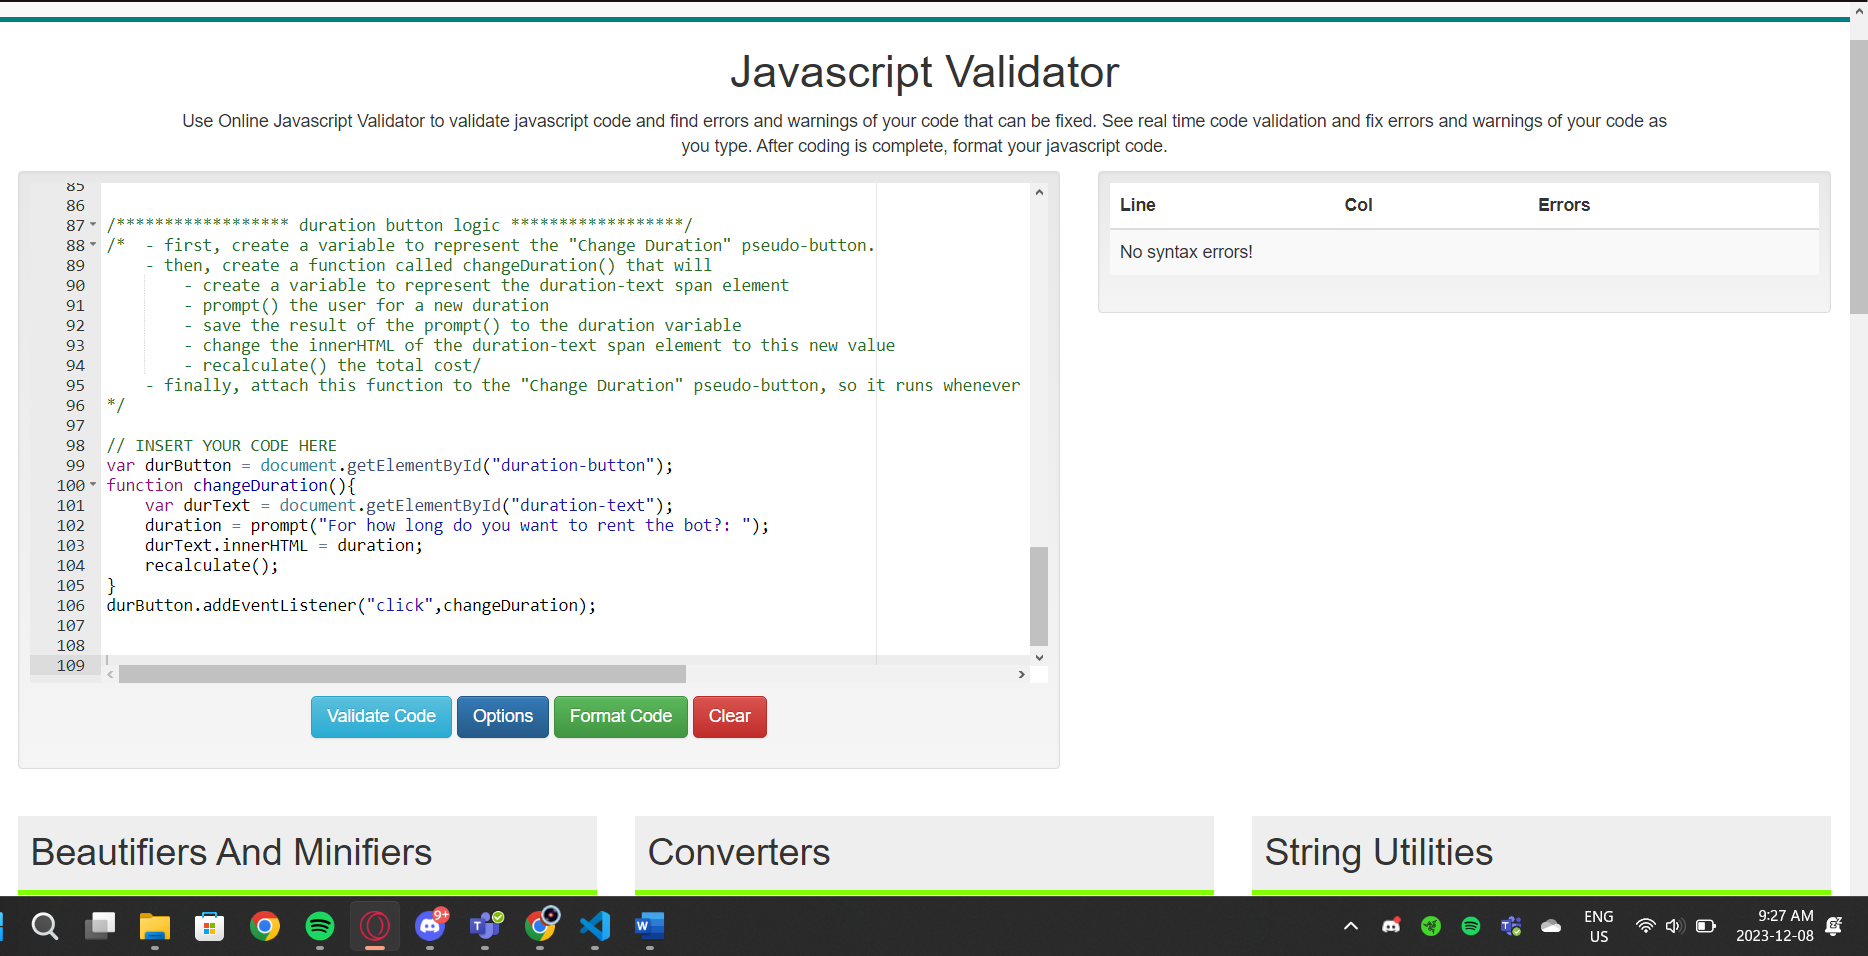 Javascript Validator
Use Online Javascript Validator to validate javascript code and find errors and warnings of your code that can be fixed. See real time code validation and fix errors and warnings of your code as
you type. After coding is complete, format your javascript code.
85
86
87 /****************** duration button logic ******************/
88 /*  - first, create a variable to represent the "Change Duration" pseudo-button.
89     - then, create a function called changeDuration() that will
90         - create a variable to represent the duration-text span element
91         - prompt() the user for a new duration
92         - save the result of the prompt() to the duration variable
93         - change the innerHTML of the duration-text span element to this new value
94         - recalculate() the total cost/
95     - finally, attach this function to the "Change Duration" pseudo-button, so it runs whenever
96 */
97
98 // INSERT YOUR CODE HERE
99 var durButton = document.getElementById("duration-button");
100 function changeDuration(){
101     var durText = document.getElementById("duration-text");
102     duration = prompt("For how long do you want to rent the bot?: ");
103     durText.innerHTML = duration;
104     recalculate();
105 }
106 durButton.addEventListener("click",changeDuration);
107
108
109
Validate Code Options Format Code Clear
Line Col Errors
No syntax errors!
Beautifiers And Minifiers
Converters
String Utilities
9+
ENG
US
9:27 AM
2023-12-08